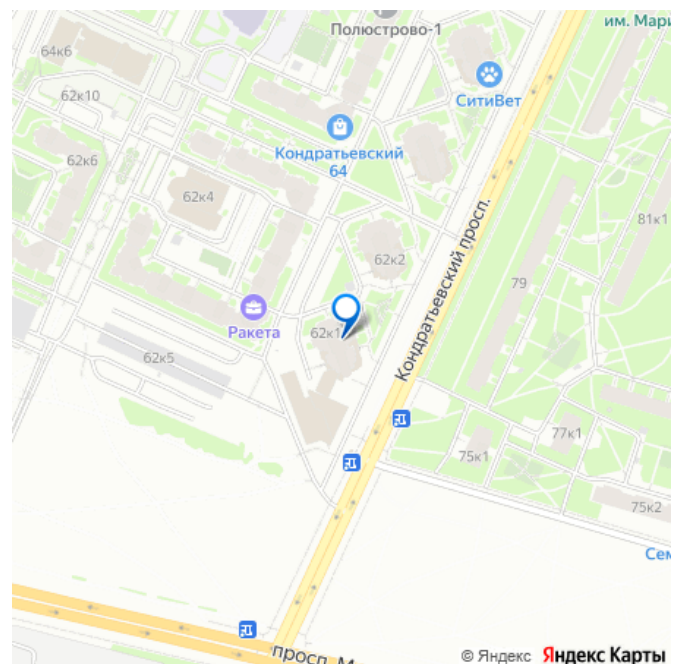 Полюстрово-1
им. Мари
64к6
СитиВет
62к10
Кондратьевский
64
62к6
62к4
81к1
62к2
79
Кондратьевский просп.
Ракета
62к1
62к5
77к1
75к1
75к2
Сем
просп. М
© Яндекс Яндекс Карты